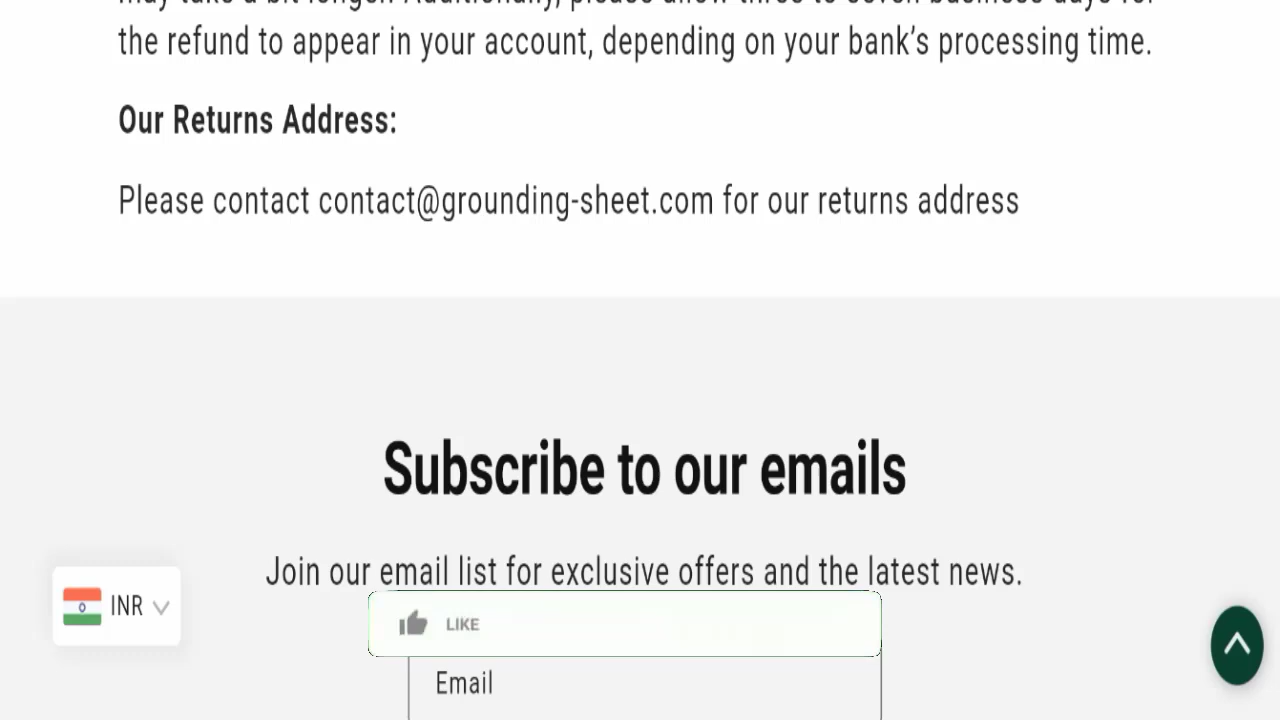 the refund to appear in your account, depending on your bank’s processing time.
Our Returns Address:
Please contact contact@grounding-sheet.com for our returns address
Subscribe to our emails
Join our email list for exclusive offers and the latest news.
INR
LIKE
Email